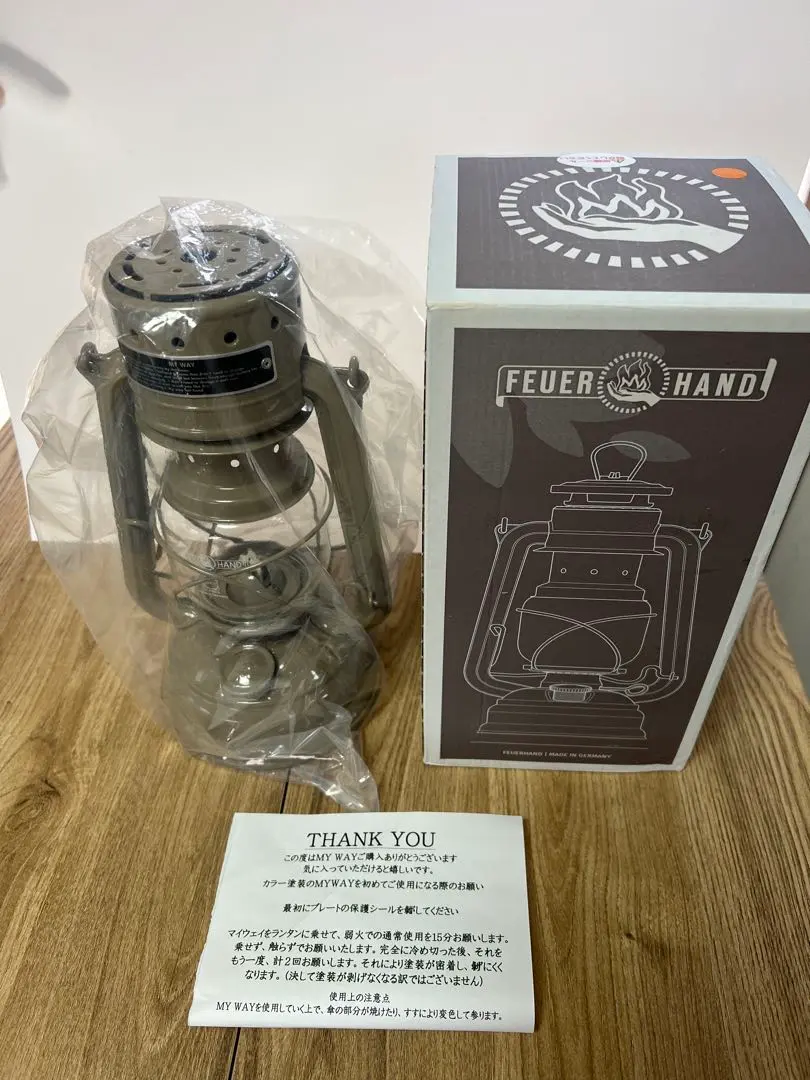 MY WAY
HAND
FEUER HAND
FEUERHAND | MADE IN GERMANY
THANK YOU
この度はMY WAYご購入ありがとうございます
気に入っていただけると嬉しいです。
カラー塗装のMYWAYを初めてご使用になる際のお願い
最初にプレートの保護シールを剝してください
マイウェイをランタンに乗せて、弱火での通常使用を15分お願いします。
乗せず、触らずでお願いいたします。完全に冷め切った後、それを
もう一度、計2回お願いします。それにより塗装が密着し、剝にくく
なります。(決して塗装が剥げなくなる訳ではございません)
使用上の注意点
MY WAYを使用していく上で、傘の部分が焼けたり、すすにより変色して参ります。